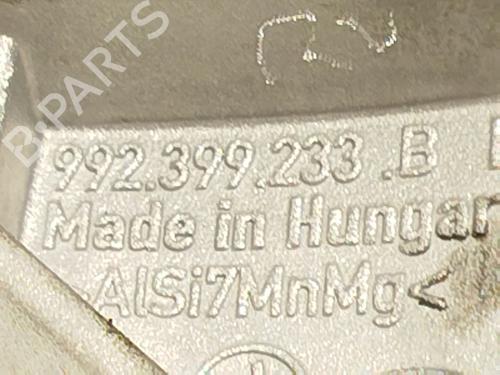 B-PARTS
992.399.233 .B
Made in Hungar
AlSi7MnMg<